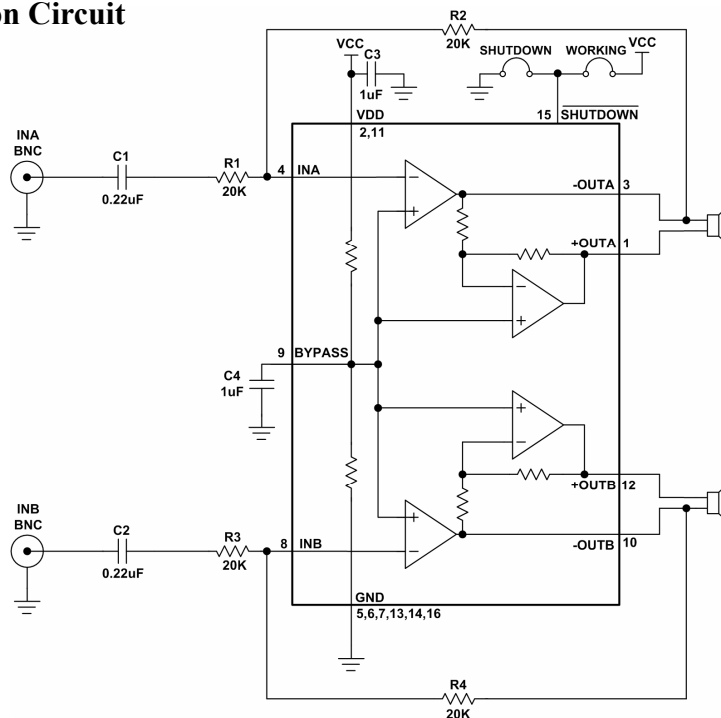 on Circuit
R2
20K
VCC
C3
1uF
SHUTDOWN
WORKING
VCC
VDD
2,11
15
SHUTDOWN
INA
BNC
C1
0.22uF
R1
20K
4
INA
-OUTA
3
+OUTA
1
9
BYPASS
C4
1uF
+OUTB
12
INB
BNC
C2
0.22uF
R3
20K
8
INB
-OUTB
10
GND
5,6,7,13,14,16
R4
20K